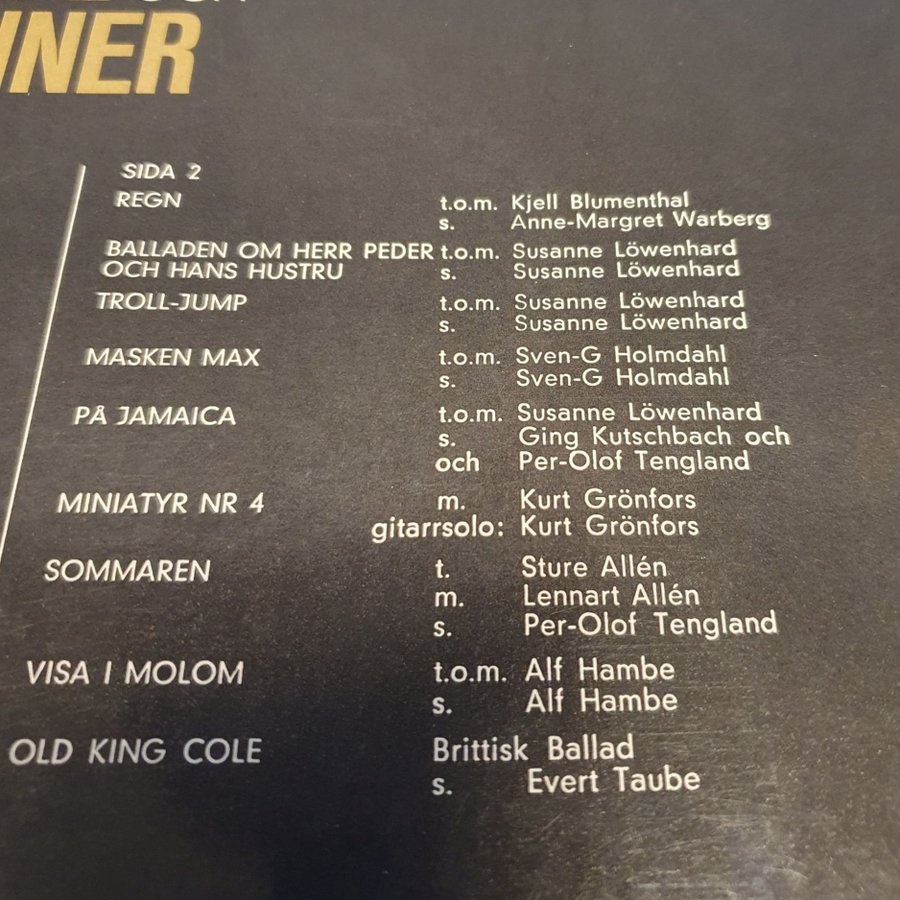 INER
SIDA 2
REGN t.o.m. Kjell Blumenthal
s. Anne-Margret Warberg
BALLADEN OM HERR PEDER t.o.m. Susanne Löwenhard
OCH HANS HUSTRU s. Susanne Löwenhard
TROLL-JUMP t.o.m. Susanne Löwenhard
s. Susanne Löwenhard
MASKEN MAX t.o.m. Sven-G Holmdahl
s. Sven-G Holmdahl
PÅ JAMAICA t.o.m. Susanne Löwenhard
s. Ging Kutschbach och
och Per-Olof Tengland
MINIATYR NR 4 m. Kurt Grönfors
gitarrsolo: Kurt Grönfors
SOMMAREN t. Sture Allén
m. Lennart Allén
s. Per-Olof Tengland
VISA I MOLOM t.o.m. Alf Hambe
s. Alf Hambe
OLD KING COLE Brittisk Ballad
s. Evert Taube